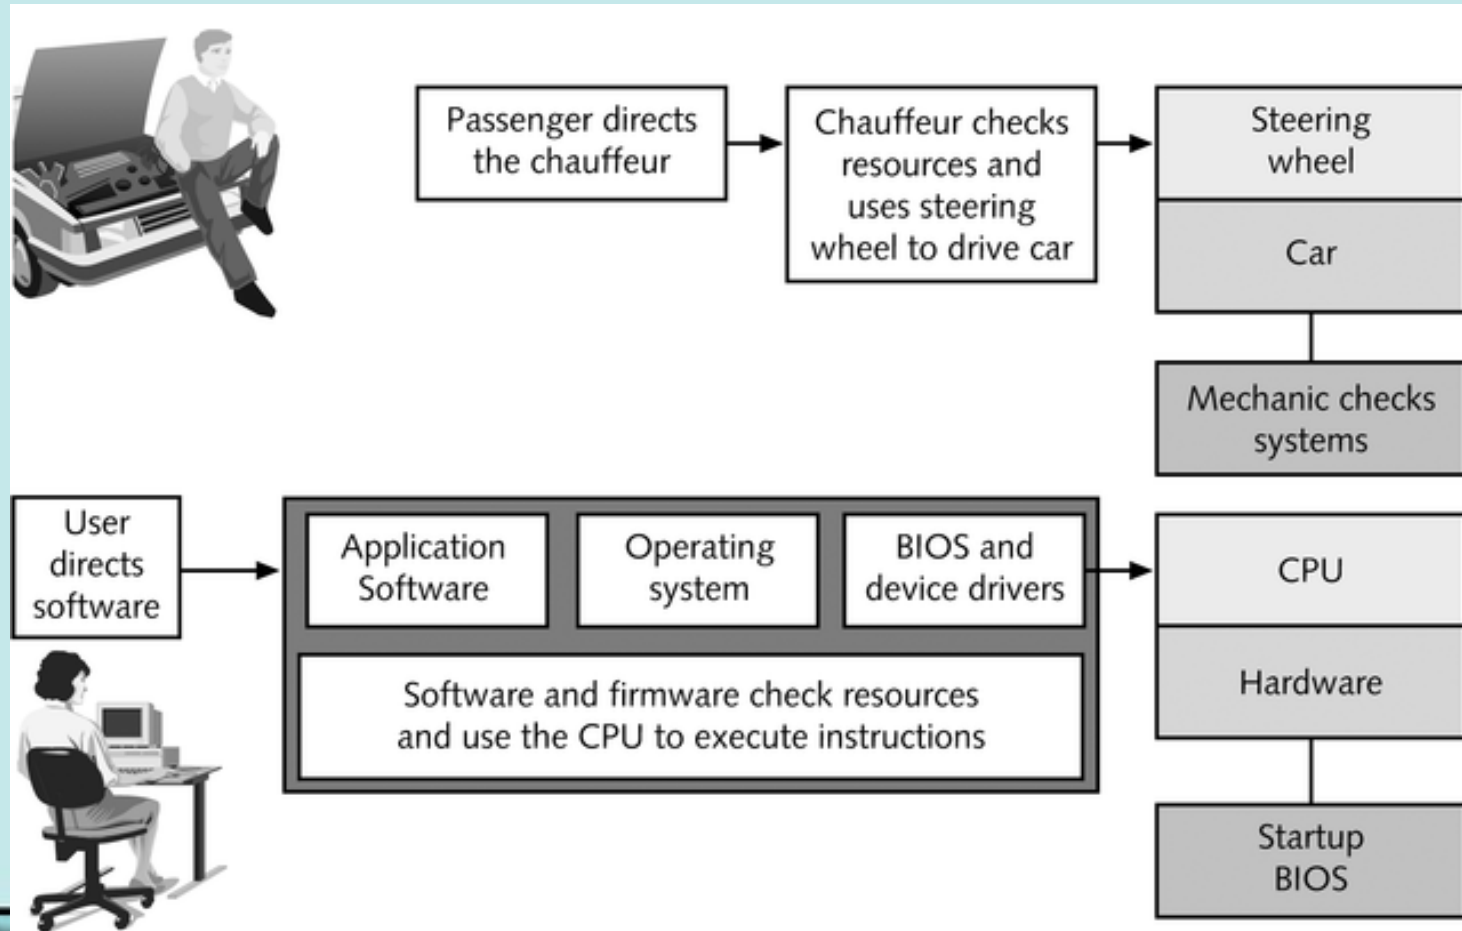 Passenger directs
the chauffeur
Chauffeur checks
resources and
uses steering
wheel to drive car
Steering
wheel
Car
Mechanic checks
systems
User
directs
software
Application
Software
Operating
system
BIOS and
device drivers
Software and firmware check resources
and use the CPU to execute instructions
CPU
Hardware
Startup
BIOS